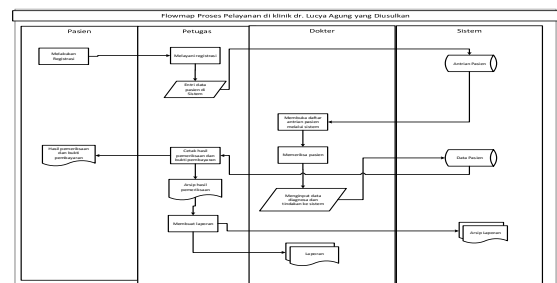 Flowmap Proses Pelayanan di klinik dr. Lucya Agung yang Diusulkan
Pasien
Petugas
Dokter
Sistem
Melakukan
Registrasi
Melayani registrasi
Entri data
pasien di
Sistem
Antrian Pasien
Membuka daftar
antrian pasien
melalui sistem
Hasil pemeriksaan
dan bukti
pembayaran
Cetak hasil
pemeriksaan dan
bukti pembayaran
Memeriksa pasien
Data Pasien
Arsip hasil
pemeriksaan
Menginput data
diagnosa dan
tindakan ke sistem
Membuat laporan
Arsip Laporan
Laporan